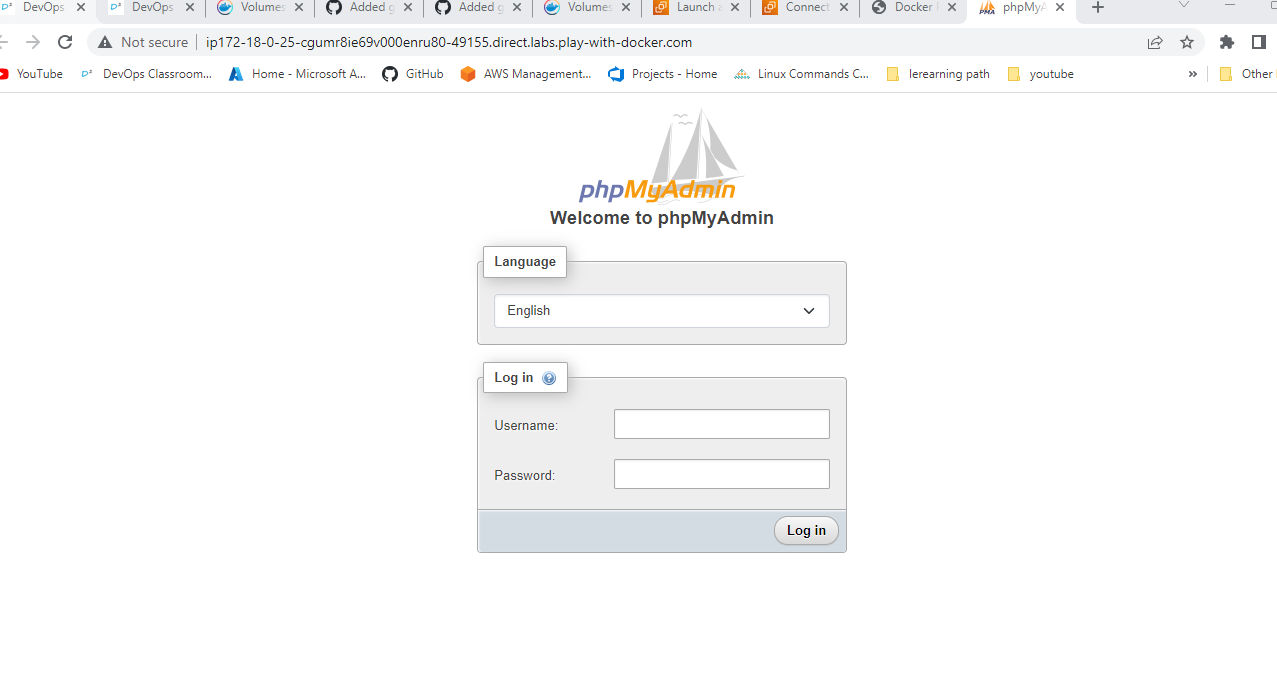 DevOps DevOps Volumes Added g Added g Volumes Launch Connect Docker phpMyA
Not secure ip172-18-0-25-cgumr8ie69v000enru80-49155.direct.labs.play-with-docker.com
YouTube D² DevOps Classroom... Home - Microsoft A... GitHub AWS Management... Projects - Home Linux Commands C... lerearning path youtube » Other
phpMyAdmin
Welcome to phpMyAdmin
Language
English
Log in
Username:
Password:
Log in